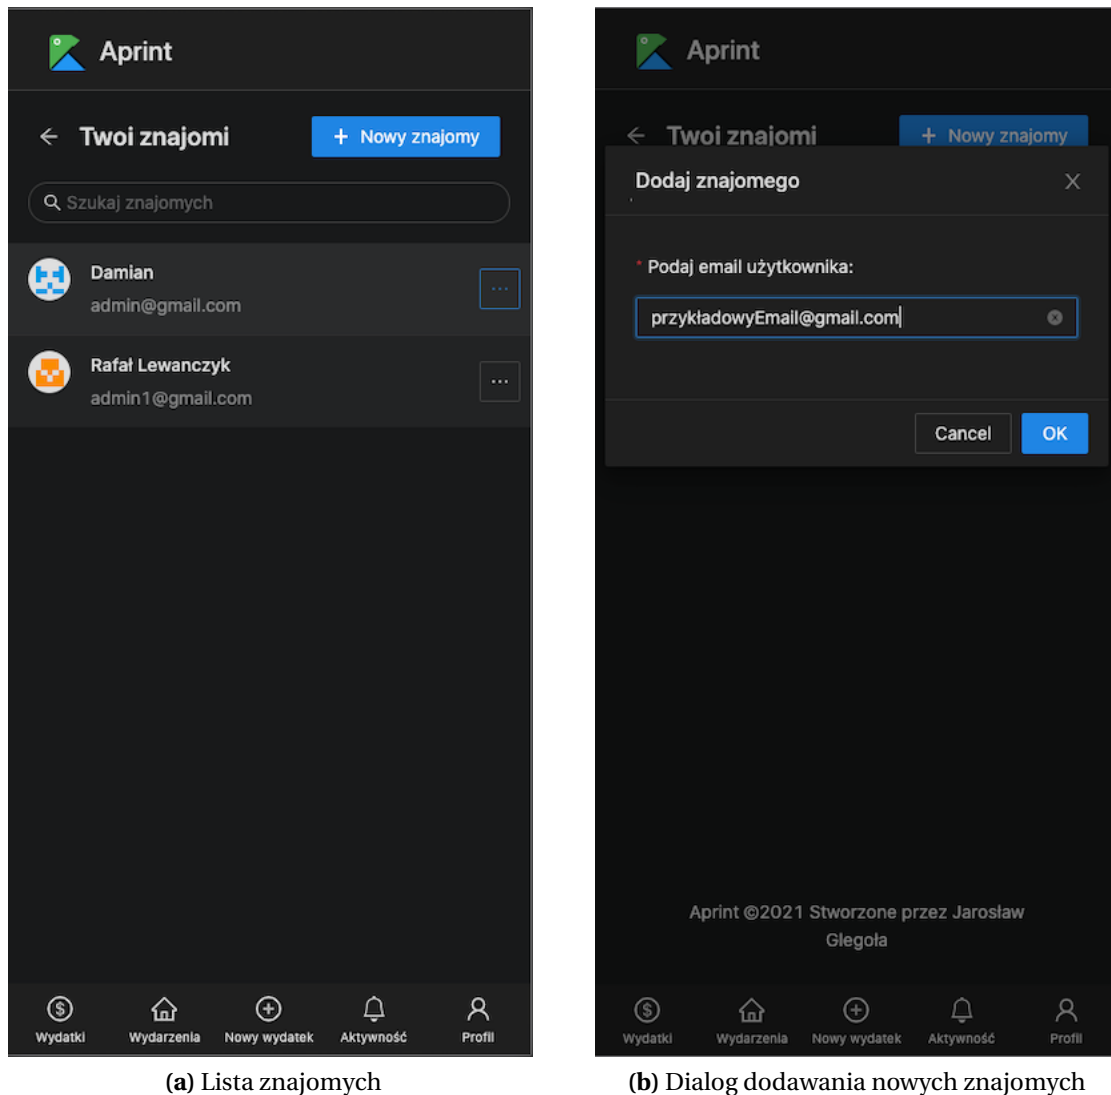 Aprint
Twoi znajomi
+ Nowy znajomy
Szukaj znajomych
Damian
admin@gmail.com
...
Rafał Lewanczyk
admin1@gmail.com
...
Wydatki
Wydarzenia
Nowy wydatek
Aktywność
Profil
(a) Lista znajomych
Aprint
Twoi znajomi
+ Nowy znajomy
Dodaj znajomego
* Podaj email użytkownika:
przykładowyEmail@gmail.com
Cancel
OK
Aprint ©2021 Stworzone przez Jarosław
Glegoła
Wydatki
Wydarzenia
Nowy wydatek
Aktywność
Profil
(b) Dialog dodawania nowych znajomych